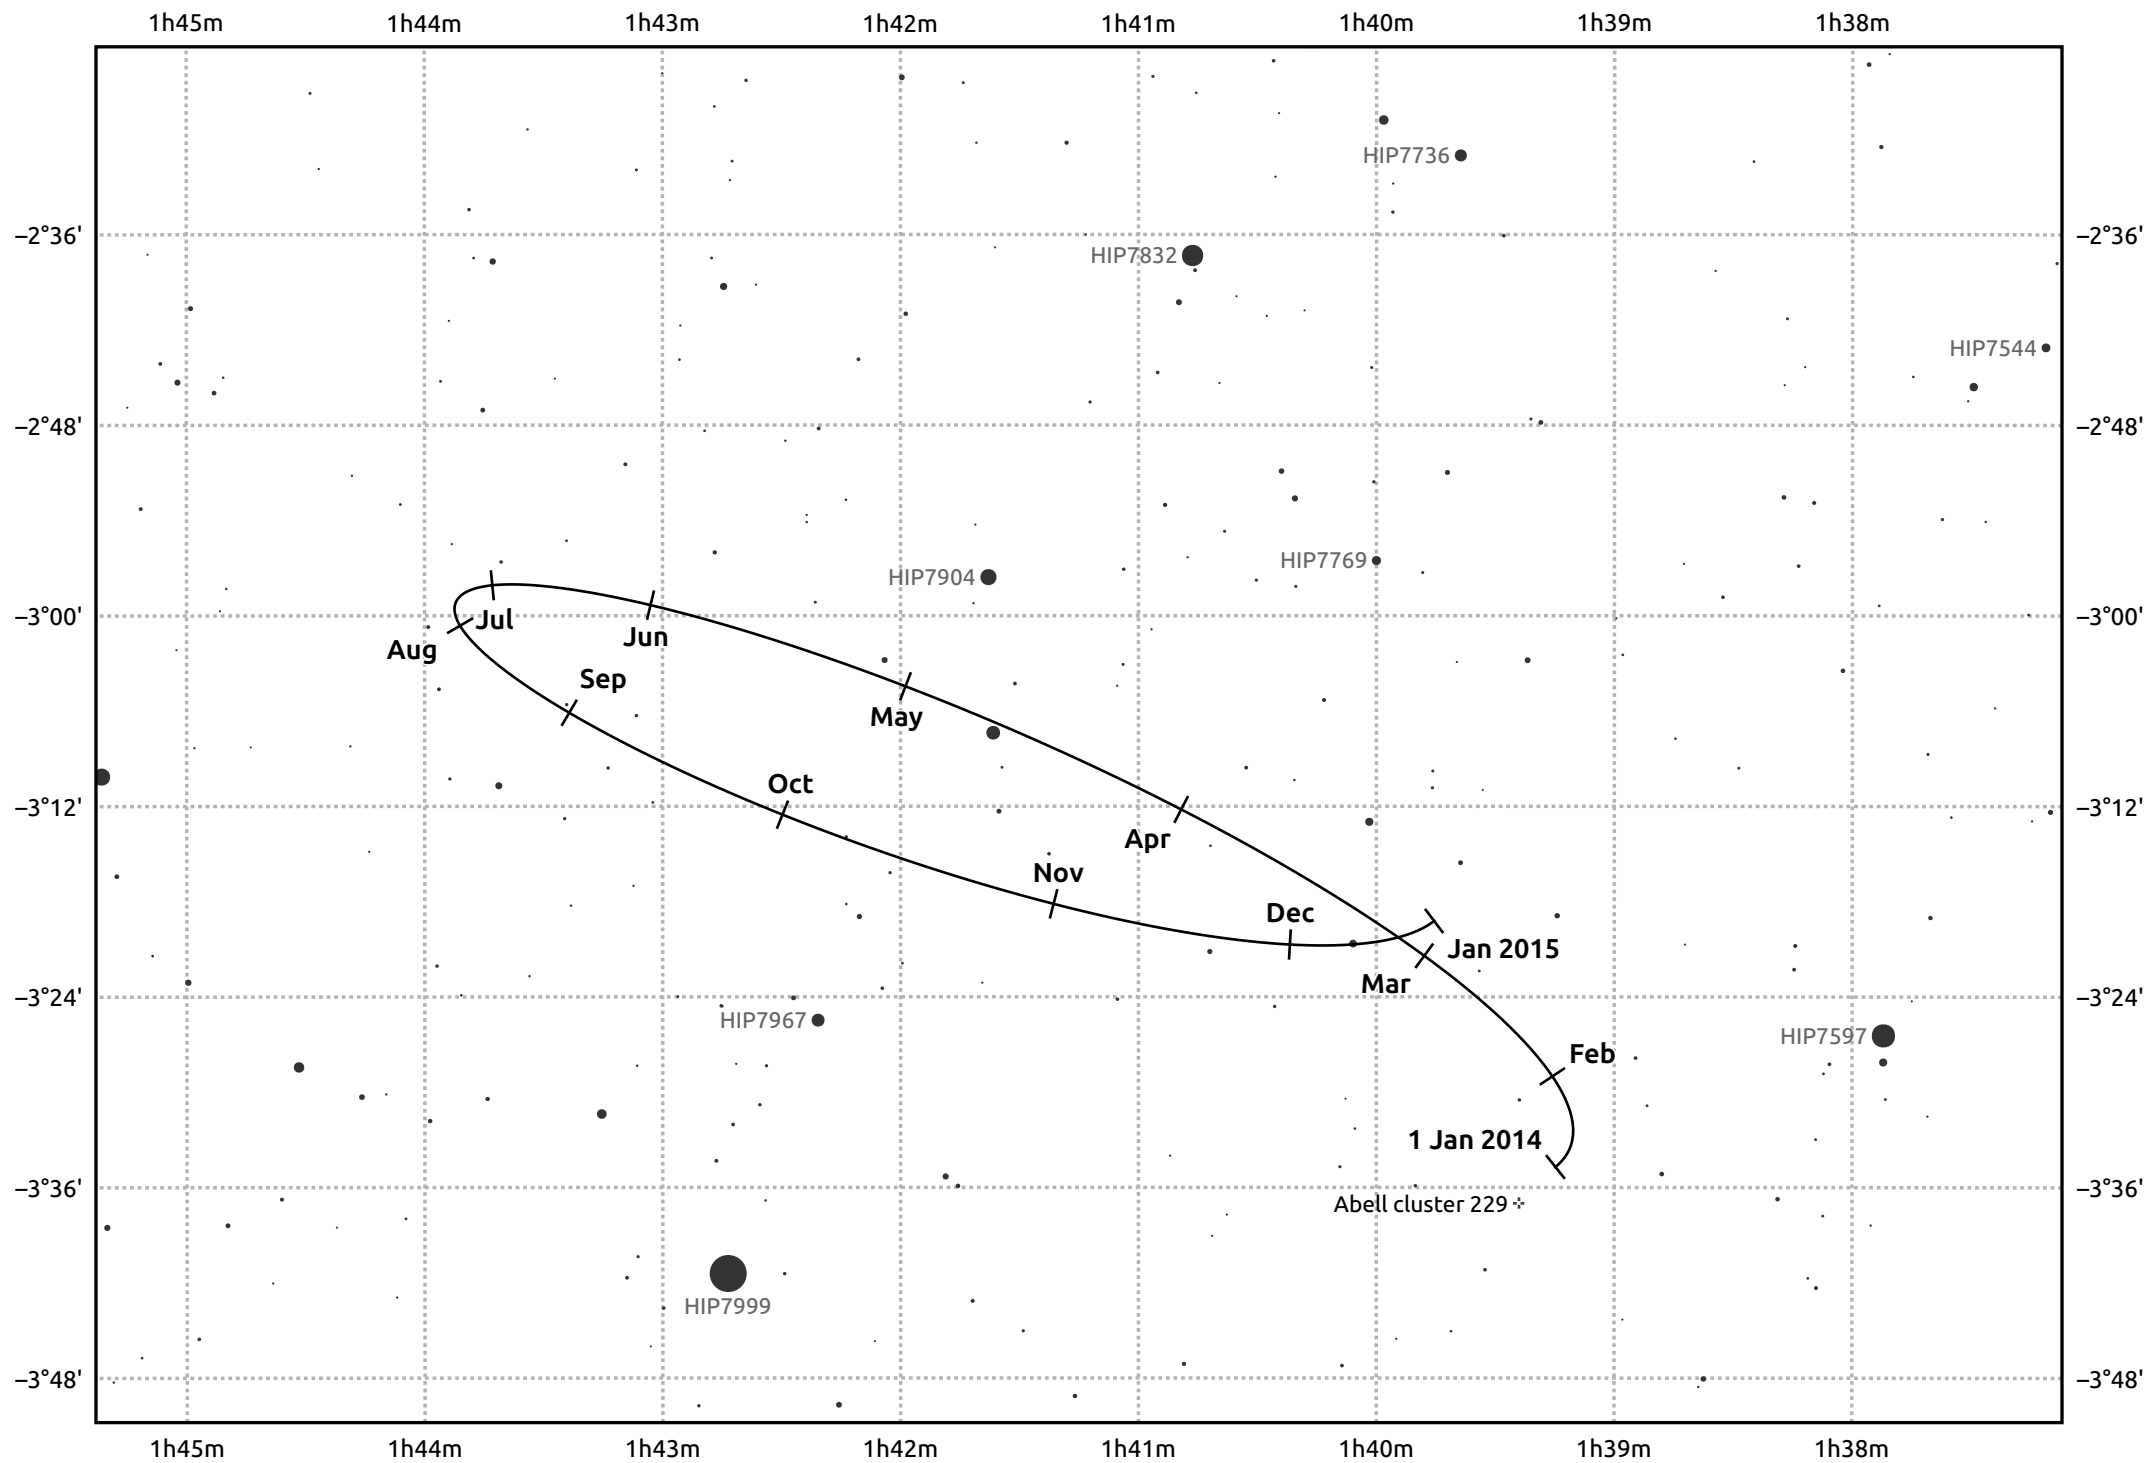 1h45m 1h44m 1h43m 1h42m 1h41m 1h40m 1h39m 1h38m
HIP7736
−2°36' −2°36'
HIP7832
HIP7544
−2°48' −2°48'
HIP7769
HIP7904
−3°00' Jul −3°00'
Jun
Aug
Sep
May
Oct
−3°12' −3°12'
Apr
Nov
Dec
Jan 2015
Mar
−3°24' −3°24'
HIP7967
HIP7597
Feb
1 Jan 2014
−3°36' −3°36'
Abell cluster 229
HIP7999
−3°48' −3°48'
1h45m 1h44m 1h43m 1h42m 1h41m 1h40m 1h39m 1h38m